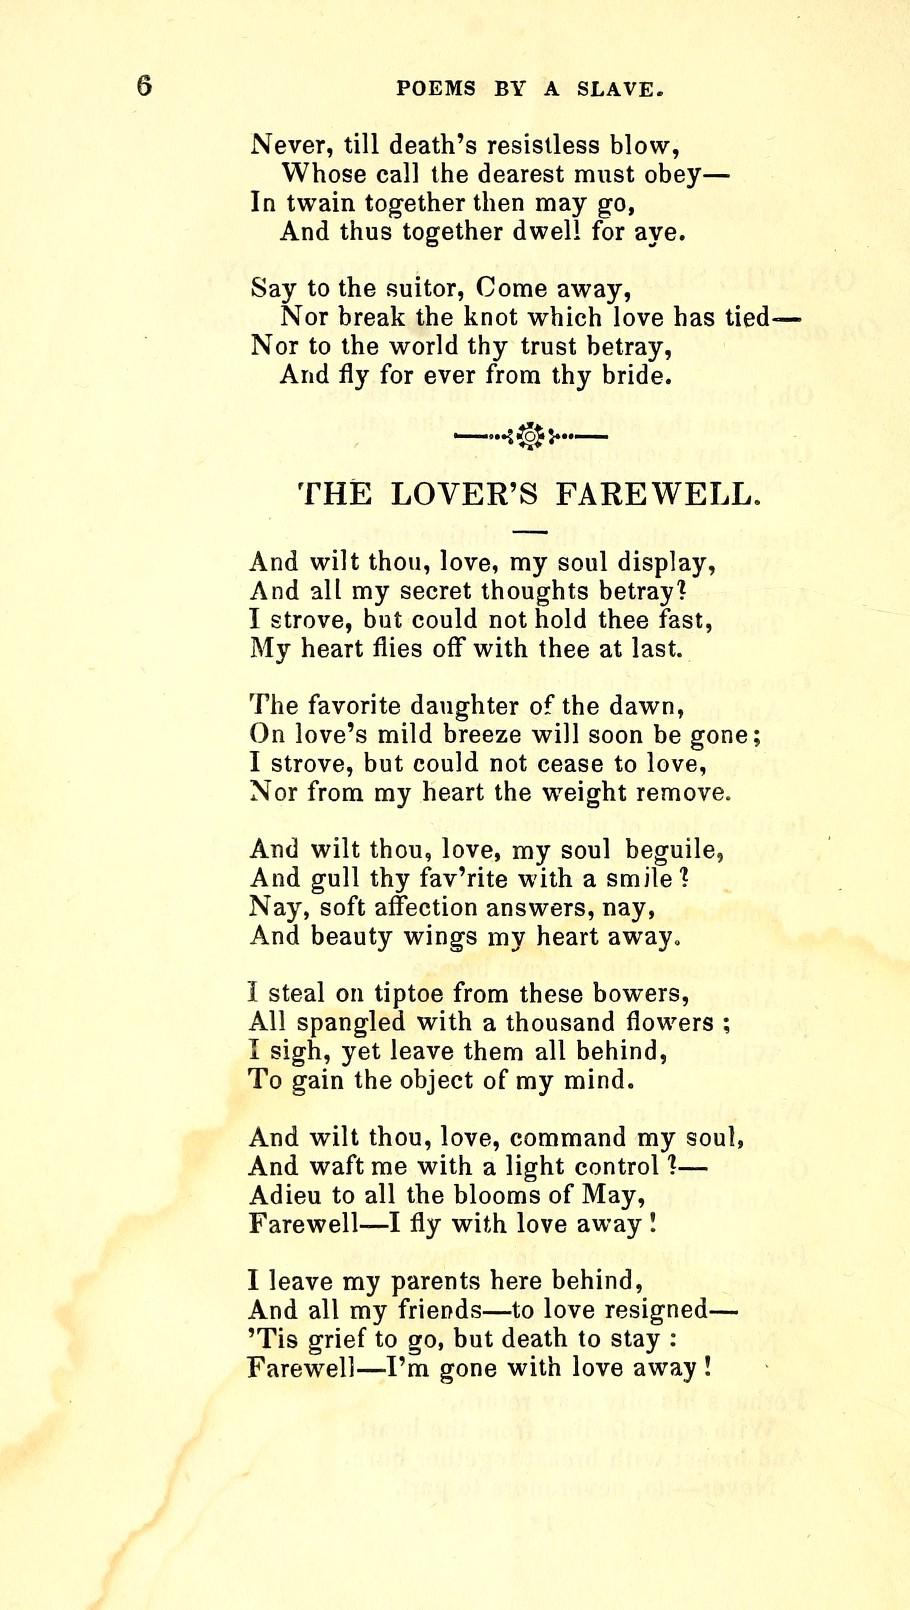 6 POEMS BY A SLAVE.
Never, till death's resistless blow,
Whose call the dearest must obey—
In twain together then may go,
And thus together dwell for aye.
Say to the suitor, Come away,
Nor break the knot which love has tied—
Nor to the world thy trust betray,
And fly for ever from thy bride.
THE LOVER'S FAREWELL.
And wilt thou, love, my soul display,
And all my secret thoughts betray?
I strove, but could not hold thee fast,
My heart flies off with thee at last.
The favorite daughter of the dawn,
On love's mild breeze will soon be gone;
I strove, but could not cease to love,
Nor from my heart the weight remove.
And wilt thou, love, my soul beguile,
And gull thy fav'rite with a smile?
Nay, soft affection answers, nay,
And beauty wings my heart away.
I steal on tiptoe from these bowers,
All spangled with a thousand flowers;
I sigh, yet leave them all behind,
To gain the object of my mind.
And wilt thou, love, command my soul,
And waft me with a light control?—
Adieu to all the blooms of May,
Farewell—I fly with love away!
I leave my parents here behind,
And all my friends—to love resigned—
'Tis grief to go, but death to stay:
Farewell—I'm gone with love away!